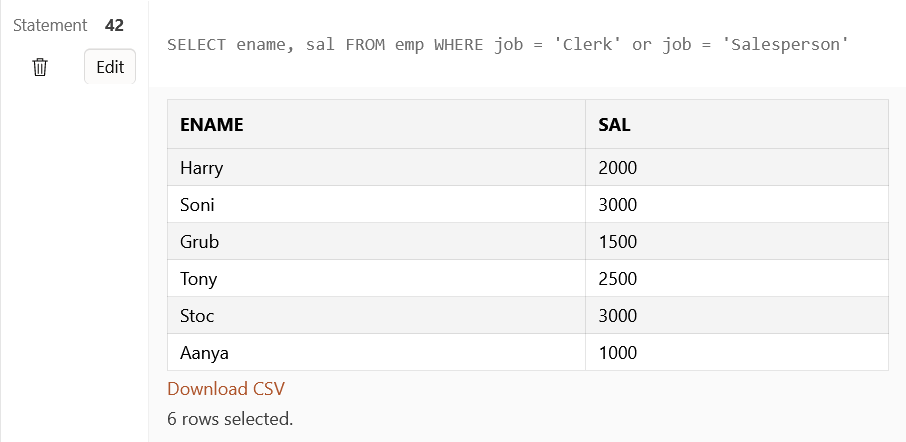 Statement 42
Edit
SELECT ename, sal FROM emp WHERE job = 'Clerk' or job = 'Salesperson'
ENAME SAL
Harry 2000
Soni 3000
Grub 1500
Tony 2500
Stoc 3000
Aanya 1000
Download CSV
6 rows selected.